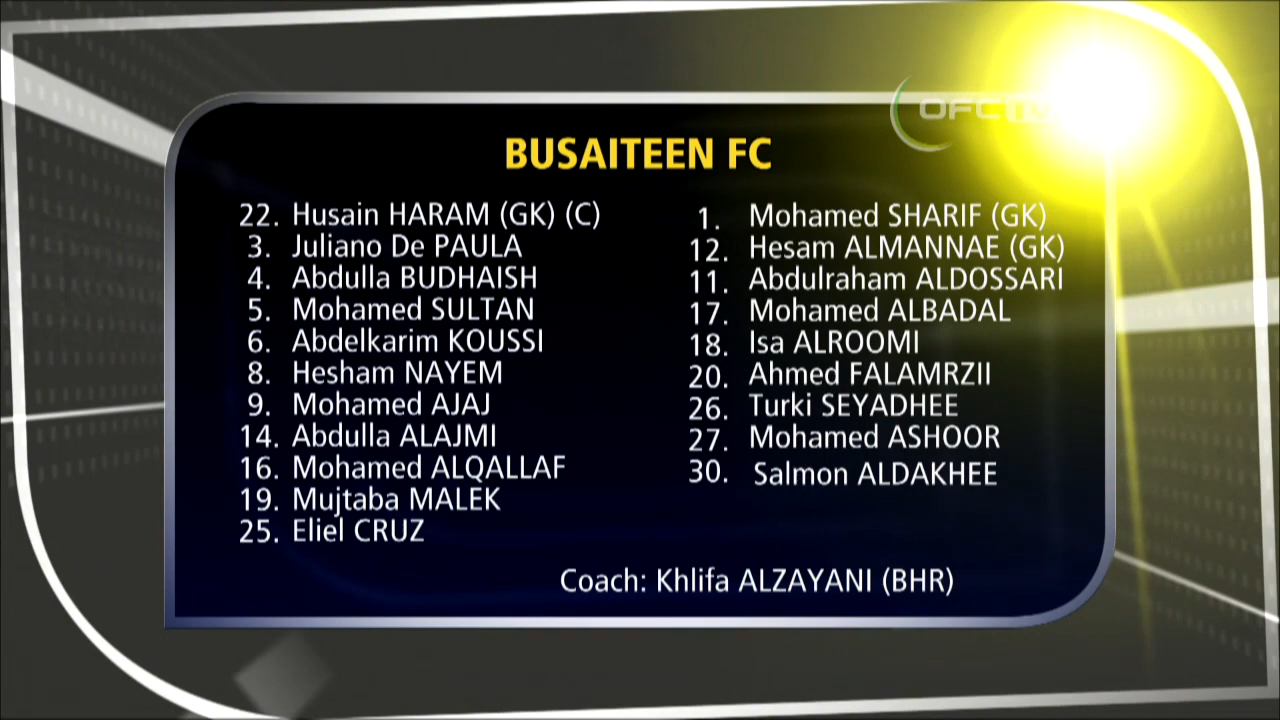 OFC TV
BUSAITEEN FC
22. Husain HARAM (GK) (C)
3. Juliano De PAULA
4. Abdulla BUDHAISH
5. Mohamed SULTAN
6. Abdelkarim KOUSSI
8. Hesham NAYEM
9. Mohamed AJAJ
14. Abdulla ALAJMI
16. Mohamed ALQALLAF
19. Mujtaba MALEK
25. Eliel CRUZ
1. Mohamed SHARIF (GK)
12. Hesam ALMANNAE (GK)
11. Abdulraham ALDOSSARI
17. Mohamed ALBADAL
18. Isa ALROOMI
20. Ahmed FALAMRZII
26. Turki SEYADHEE
27. Mohamed ASHOOR
30. Salmon ALDAKHEE
Coach: Khlifa ALZAYANI (BHR)